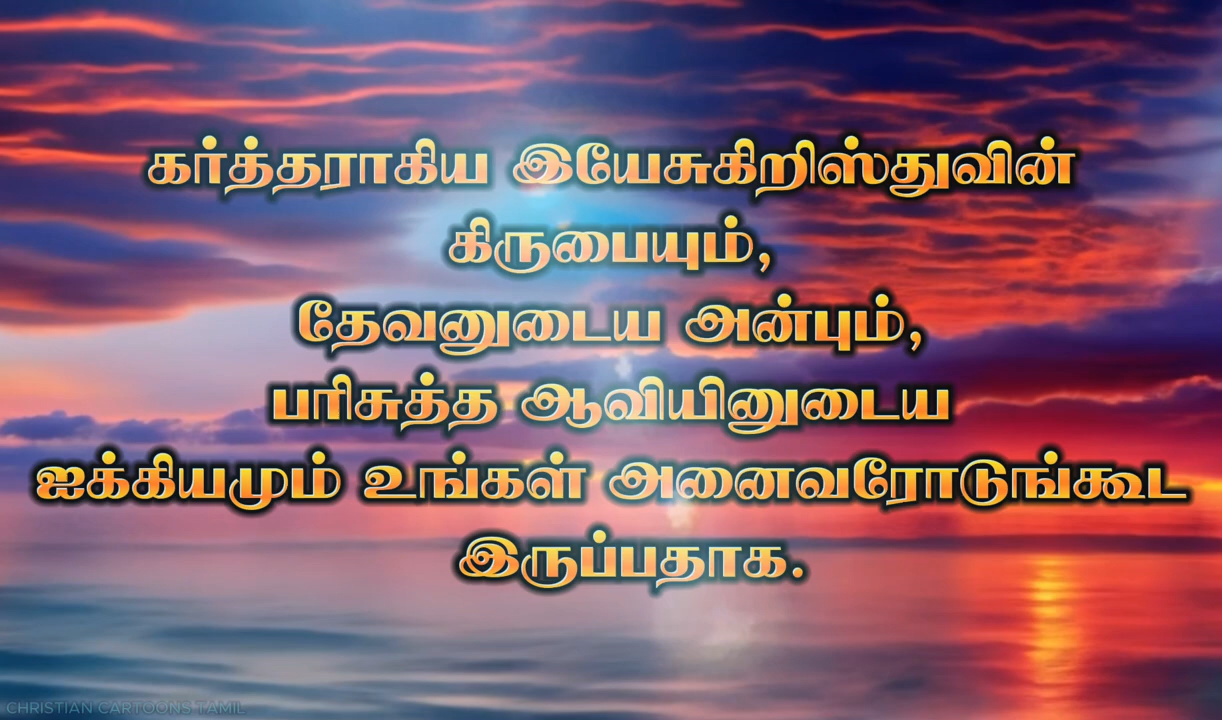 கர்த்தராகிய இயேசுகிறிஸ்துவின்
கிருபையும்,
தேவனுடைய அன்பும்,
பரிசுத்த ஆவியினுடைய
ஐக்கியமும் உங்கள் அனைவரோடுங்கூட
இருப்பதாக.
CHRISTIAN CARTOONS TAMIL